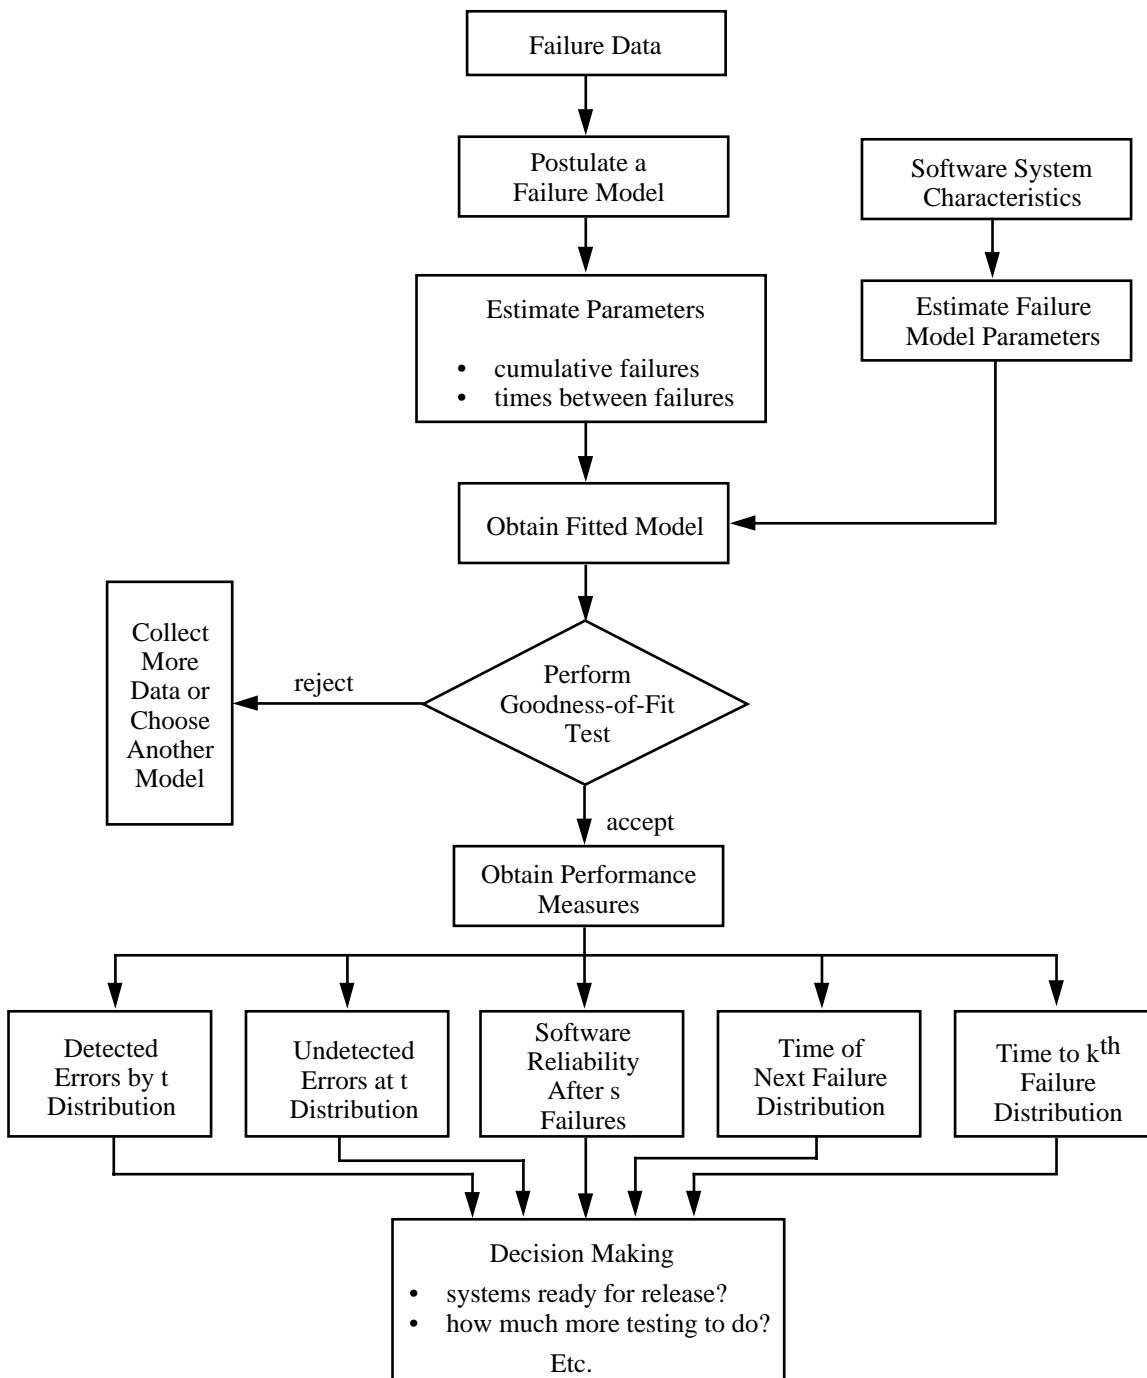 Failure Data
Postulate a
Failure Model
Software System
Characteristics
Estimate Parameters
• cumulative failures
• times between failures
Estimate Failure
Model Parameters
Obtain Fitted Model
Collect
More
Data or
Choose
Another
Model
reject
Perform
Goodness-of-Fit
Test
accept
Obtain Performance
Measures
Detected
Errors by t
Distribution
Undetected
Errors at t
Distribution
Software
Reliability
After s
Failures
Time of
Next Failure
Distribution
Time to kth
Failure
Distribution
Decision Making
• systems ready for release?
• how much more testing to do?
Etc.